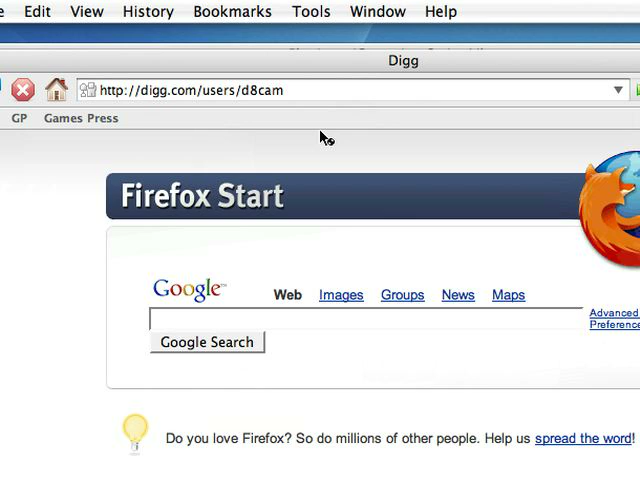 Edit View History Bookmarks Tools Window Help
Digg
http://digg.com/users/d8cam
GP Games Press
Firefox Start
Google™ Web Images Groups News Maps
Advanced
Preference
Google Search
Do you love Firefox? So do millions of other people. Help us spread the word!